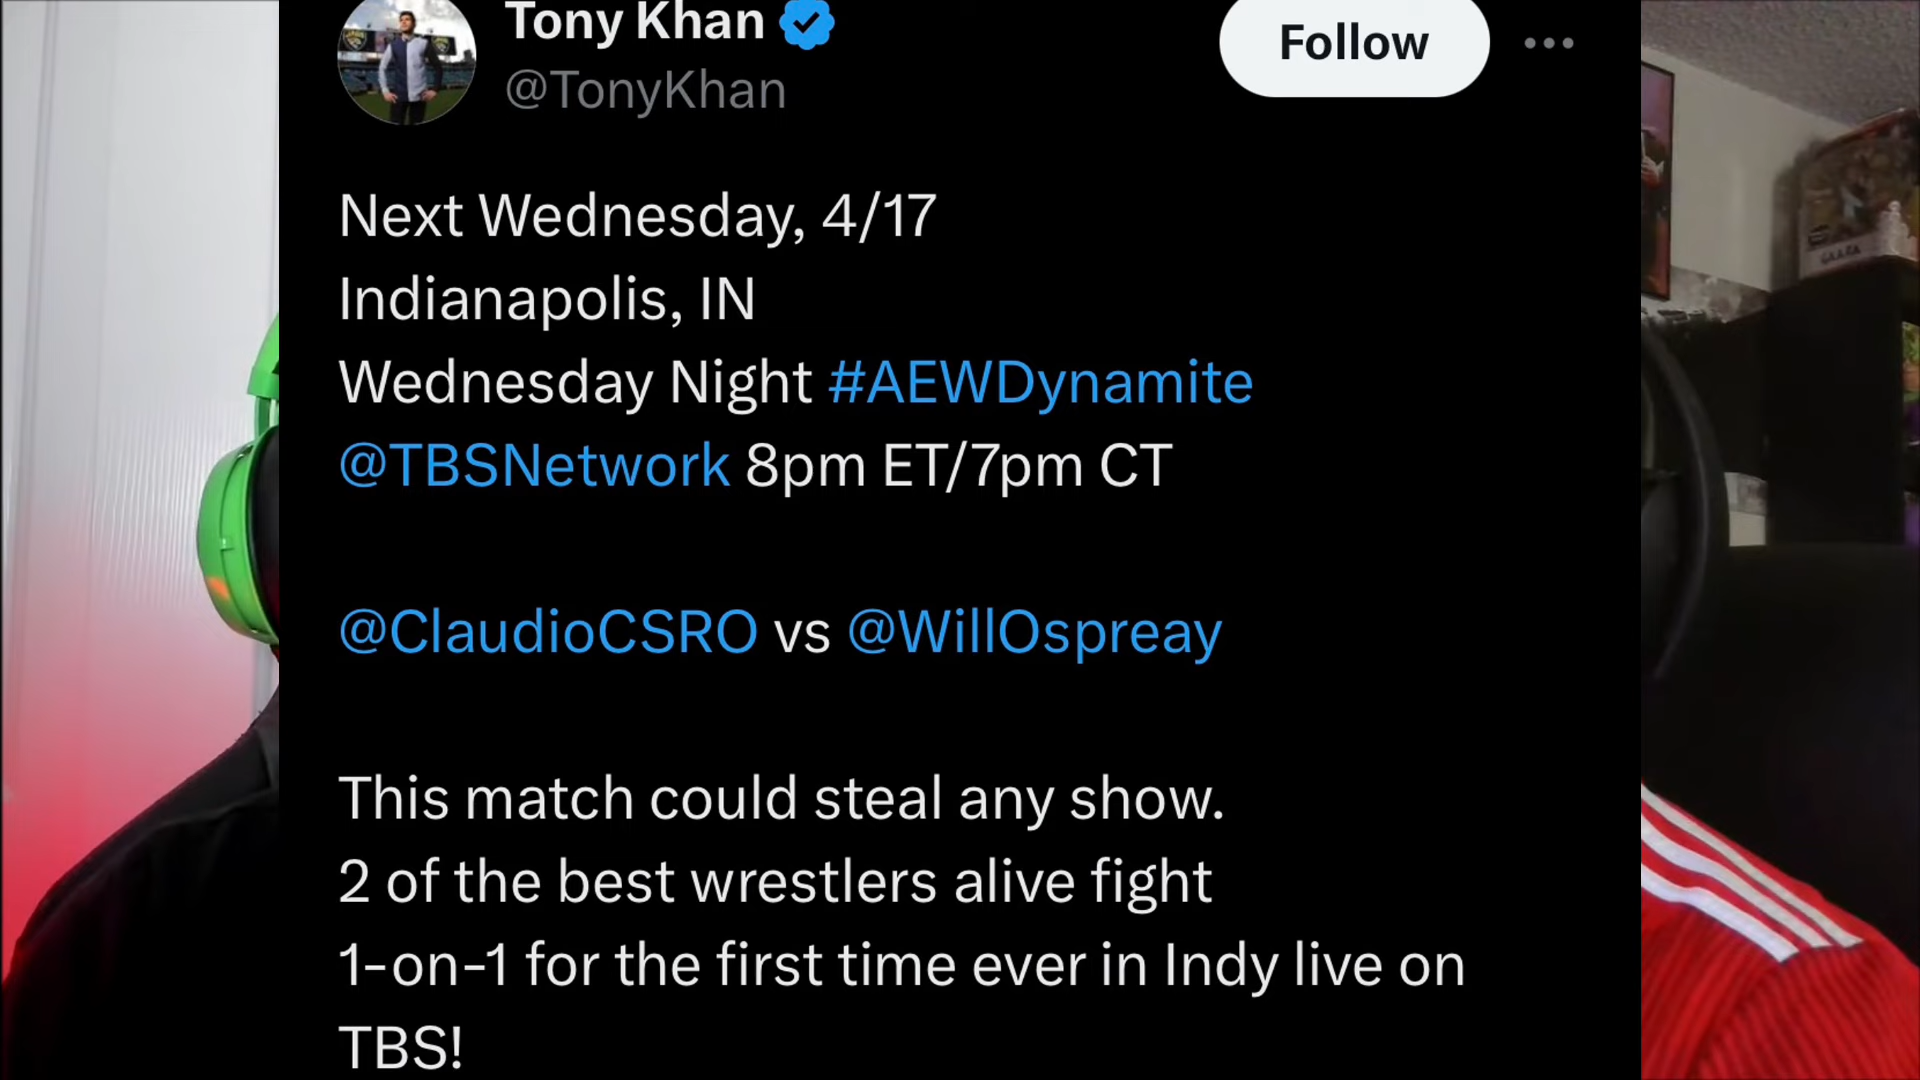 Tony Khan
@TonyKhan
Follow
Next Wednesday, 4/17
Indianapolis, IN
Wednesday Night #AEWDynamite
@TBSNetwork 8pm ET/7pm CT
@ClaudioCSRO vs @WillOspreay
This match could steal any show.
2 of the best wrestlers alive fight
1-on-1 for the first time ever in Indy live on
TBS!
GAARA